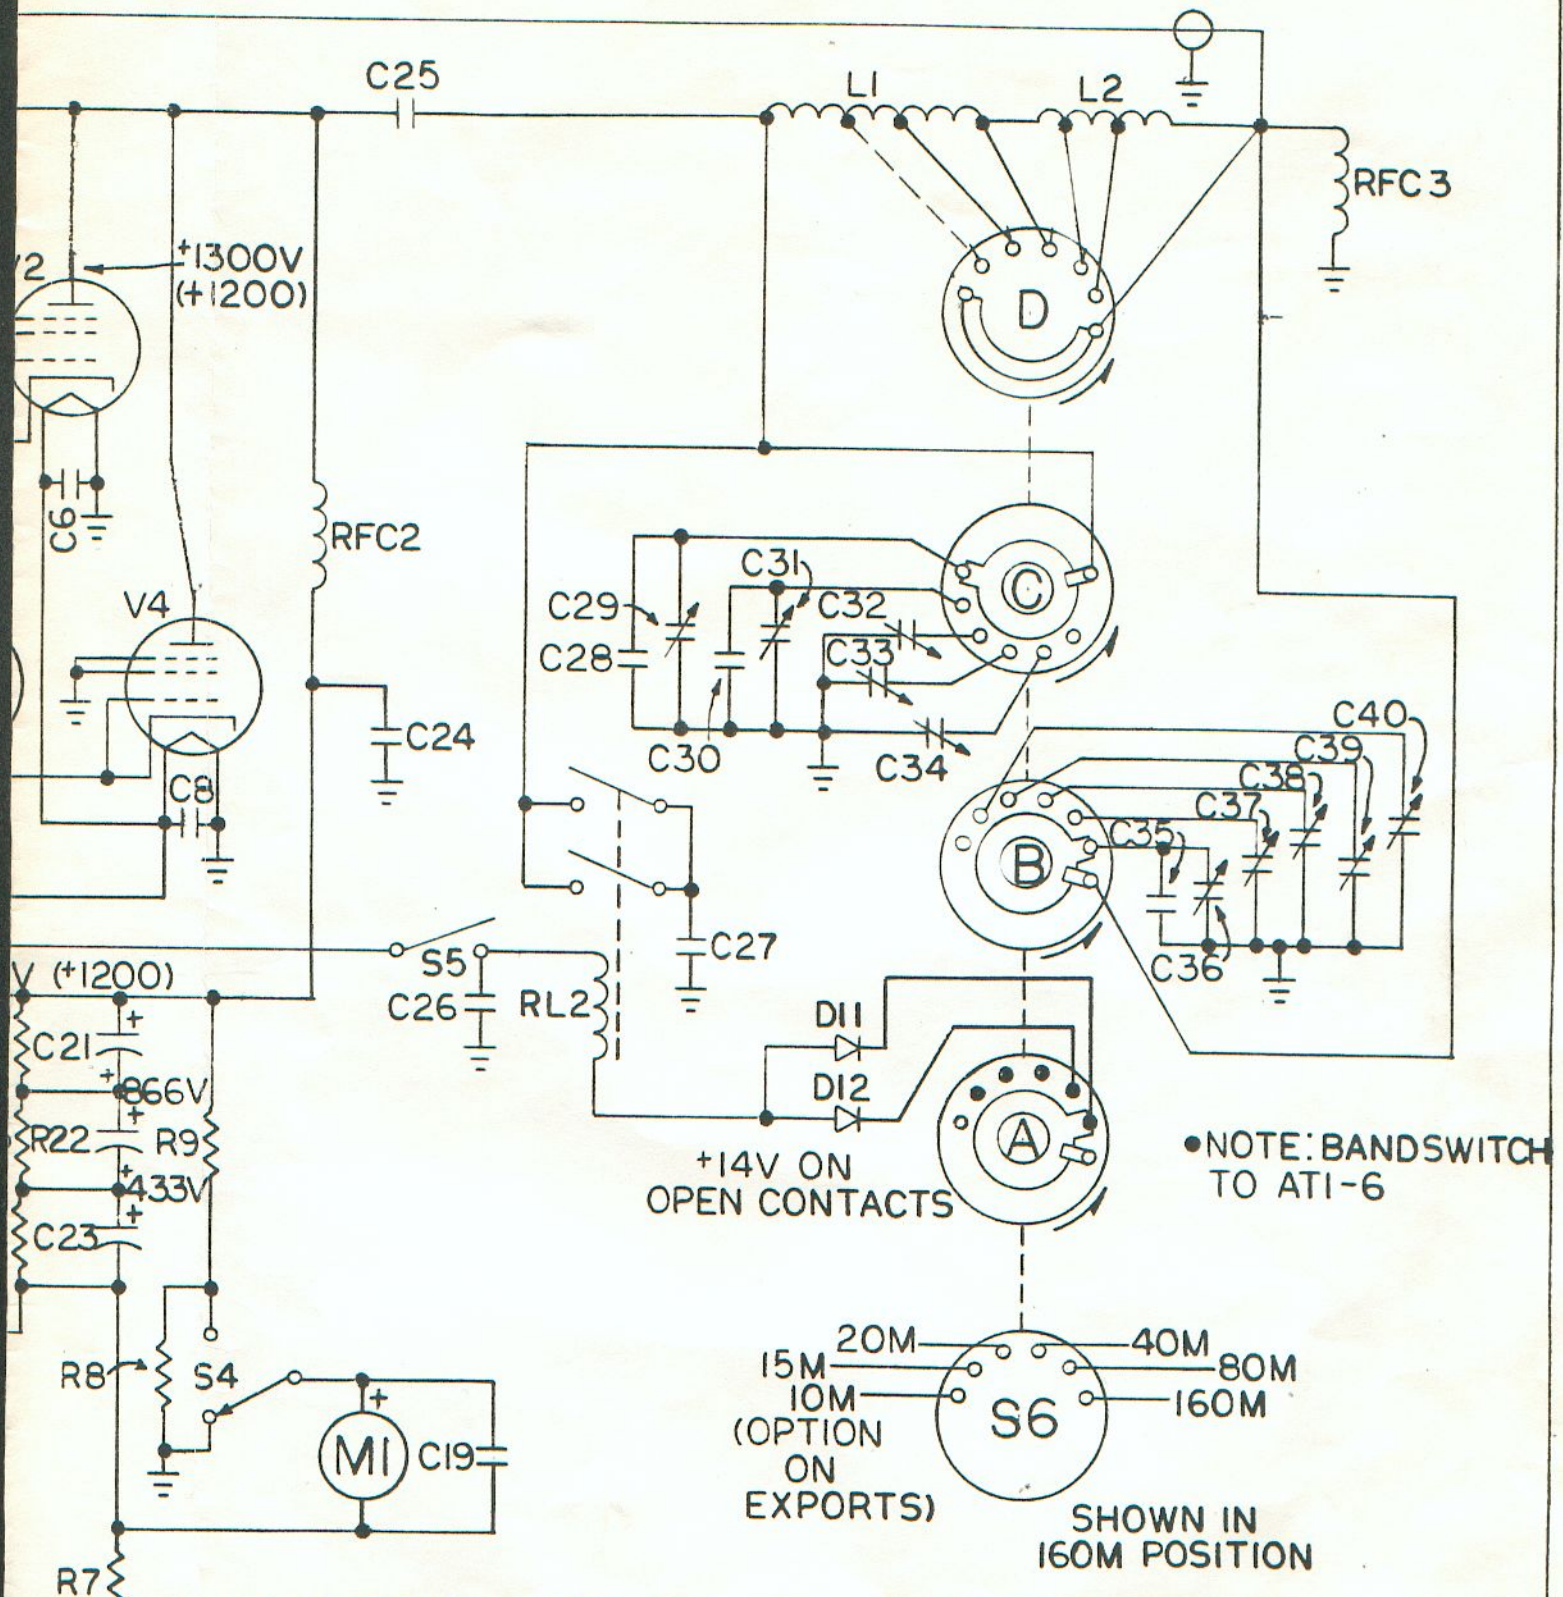 C25
L1
L2
RFC3
+1300V
(+1200)
D
C6
RFC2
V4
C31
C29
C32
C28
C33
C
C30
C34
C24
C40
C39
C38
C37
C35
B
C36
C8
S5
C27
V (+1200)
C26
RL2
D11
D12
C21
866V
R22
R9
433V
C23
A
+14V ON
OPEN CONTACTS
NOTE: BANDSWITCH
TO AT1-6
R8
S4
+
M1
C19
20M
40M
15M
80M
10M
160M
(OPTION
ON
EXPORTS)
S6
SHOWN IN
160M POSITION
R7